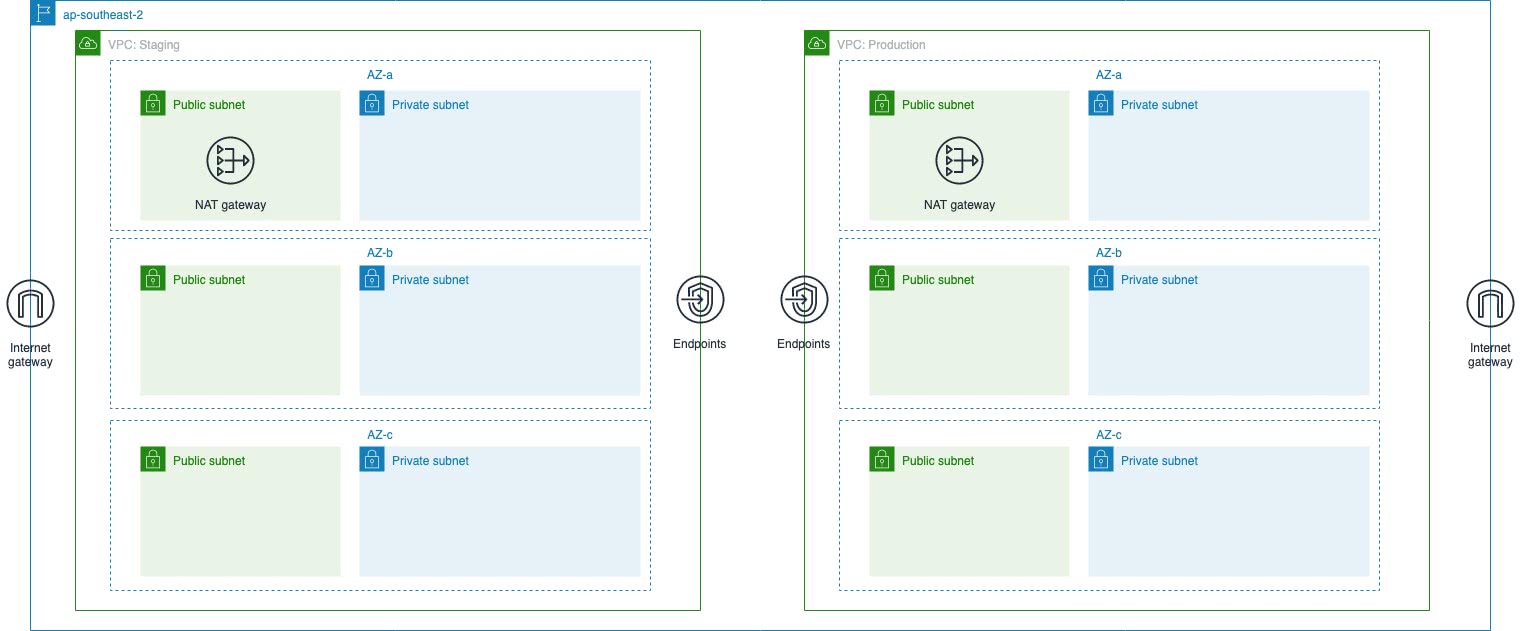 ap-southeast-2
VPC: Staging
AZ-a
Public subnet
Private subnet
NAT gateway
AZ-b
Public subnet
Private subnet
AZ-c
Public subnet
Private subnet
Internet
gateway
Endpoints
VPC: Production
AZ-a
Public subnet
Private subnet
NAT gateway
AZ-b
Public subnet
Private subnet
AZ-c
Public subnet
Private subnet
Endpoints
Internet
gateway